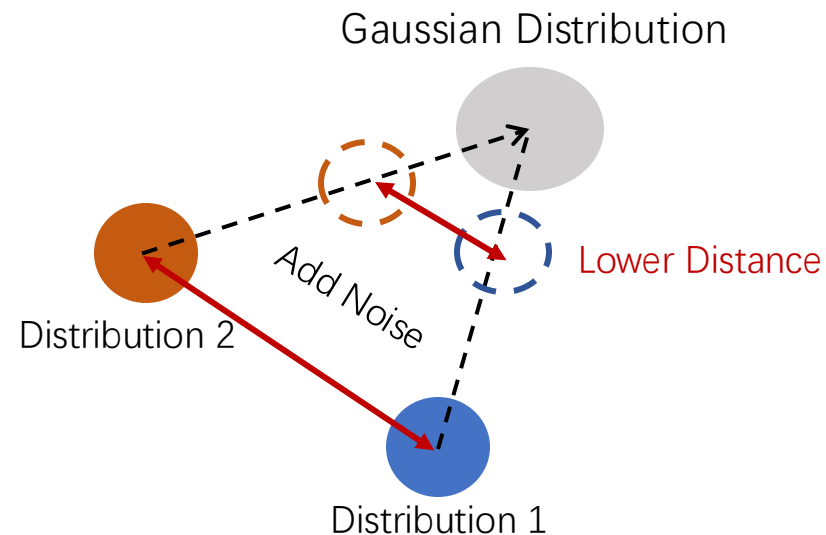 Gaussian Distribution
Lower Distance
Add Noise
Distribution 2
Distribution 1